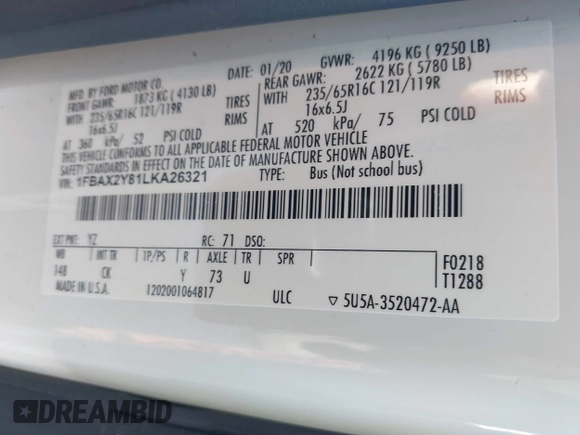 MFD. BY FORD MOTOR CO.
DATE: 01/20 GVWR: 4196 KG ( 9250 LB)
FRONT GAWR: 1873 KG ( 4130 LB) REAR GAWR: 2622 KG ( 5780 LB)
WITH 235/65R16C 121/119R TIRES WITH 235/65R16C 121/119R TIRES
16x6.5J RIMS 16x6.5J RIMS
AT 360 kPa/ 52 PSI COLD AT 520 kPa/ 75 PSI COLD
THIS VEHICLE CONFORMS TO ALL APPLICABLE FEDERAL MOTOR VEHICLE
SAFETY STANDARDS IN EFFECT ON THE DATE OF MANUFACTURE SHOWN ABOVE.
VIN: 1FBAX2Y81LKA26321 TYPE: Bus (Not school bus)
EXT PNT: YZ RC: 71 DSO:
WB INT TR TP/PS R AXLE TR SPR F0218
148 CK Y 73 U T1288
MADE IN U.S.A. 1202001064817 ULC ▽ 5U5A-3520472-AA
DREAMBID